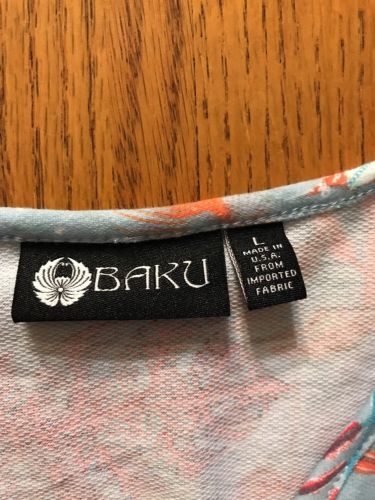 BAKU
L
MADE IN
U.S.A.
FROM
IMPORTED
FABRIC